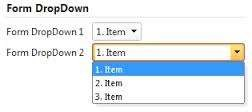 Form DropDown
Form DropDown 1 1. Item
Form DropDown 2 1. Item
1. Item
2. Item
3. Item